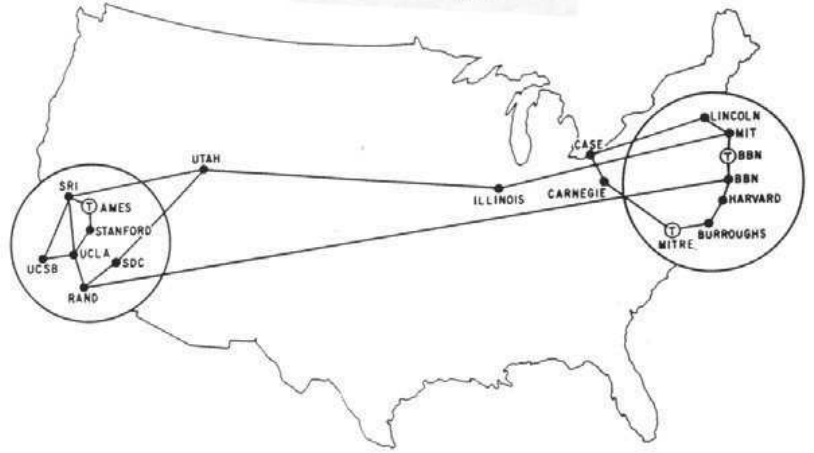 LINCOLN
MIT
CASE
T BBN
UTAH
BBN
SRI
ILLINOIS
CARNEGIE
T AMES
HARVARD
STANFORD
BURROUGHS
T
MITRE
UCLA
SDC
UCSB
RAND